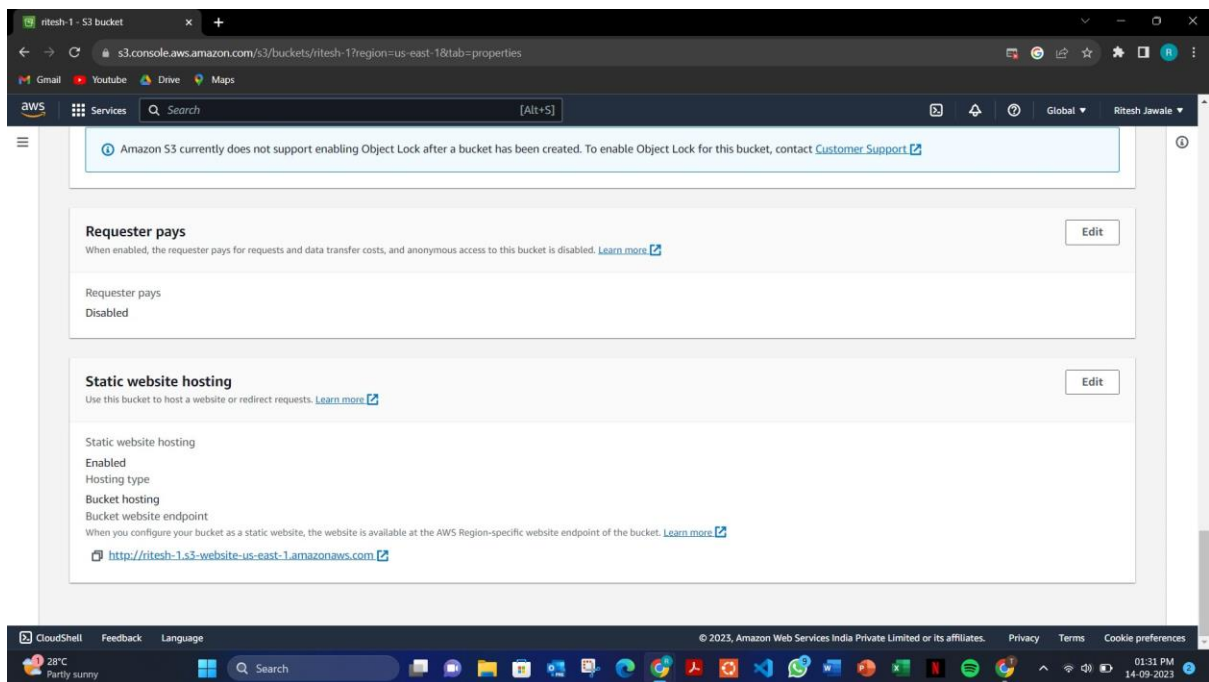 ritesh-1 - S3 bucket
s3.console.aws.amazon.com/s3/buckets/ritesh-1?region=us-east-1&tab=properties
Gmail Youtube Drive Maps
aws Services Search [Alt+S] Global Ritesh Jawale
Amazon S3 currently does not support enabling Object Lock after a bucket has been created. To enable Object Lock for this bucket, contact Customer Support
Requester pays
Edit
When enabled, the requester pays for requests and data transfer costs, and anonymous access to this bucket is disabled. Learn more
Requester pays
Disabled
Static website hosting
Edit
Use this bucket to host a website or redirect requests. Learn more
Static website hosting
Enabled
Hosting type
Bucket hosting
Bucket website endpoint
When you configure your bucket as a static website, the website is available at the AWS Region-specific website endpoint of the bucket. Learn more
http://ritesh-1.s3-website-us-east-1.amazonaws.com
CloudShell Feedback Language © 2023, Amazon Web Services India Private Limited or its affiliates. Privacy Terms Cookie preferences
28°C
Partly sunny
Search
01:31 PM
14-09-2023